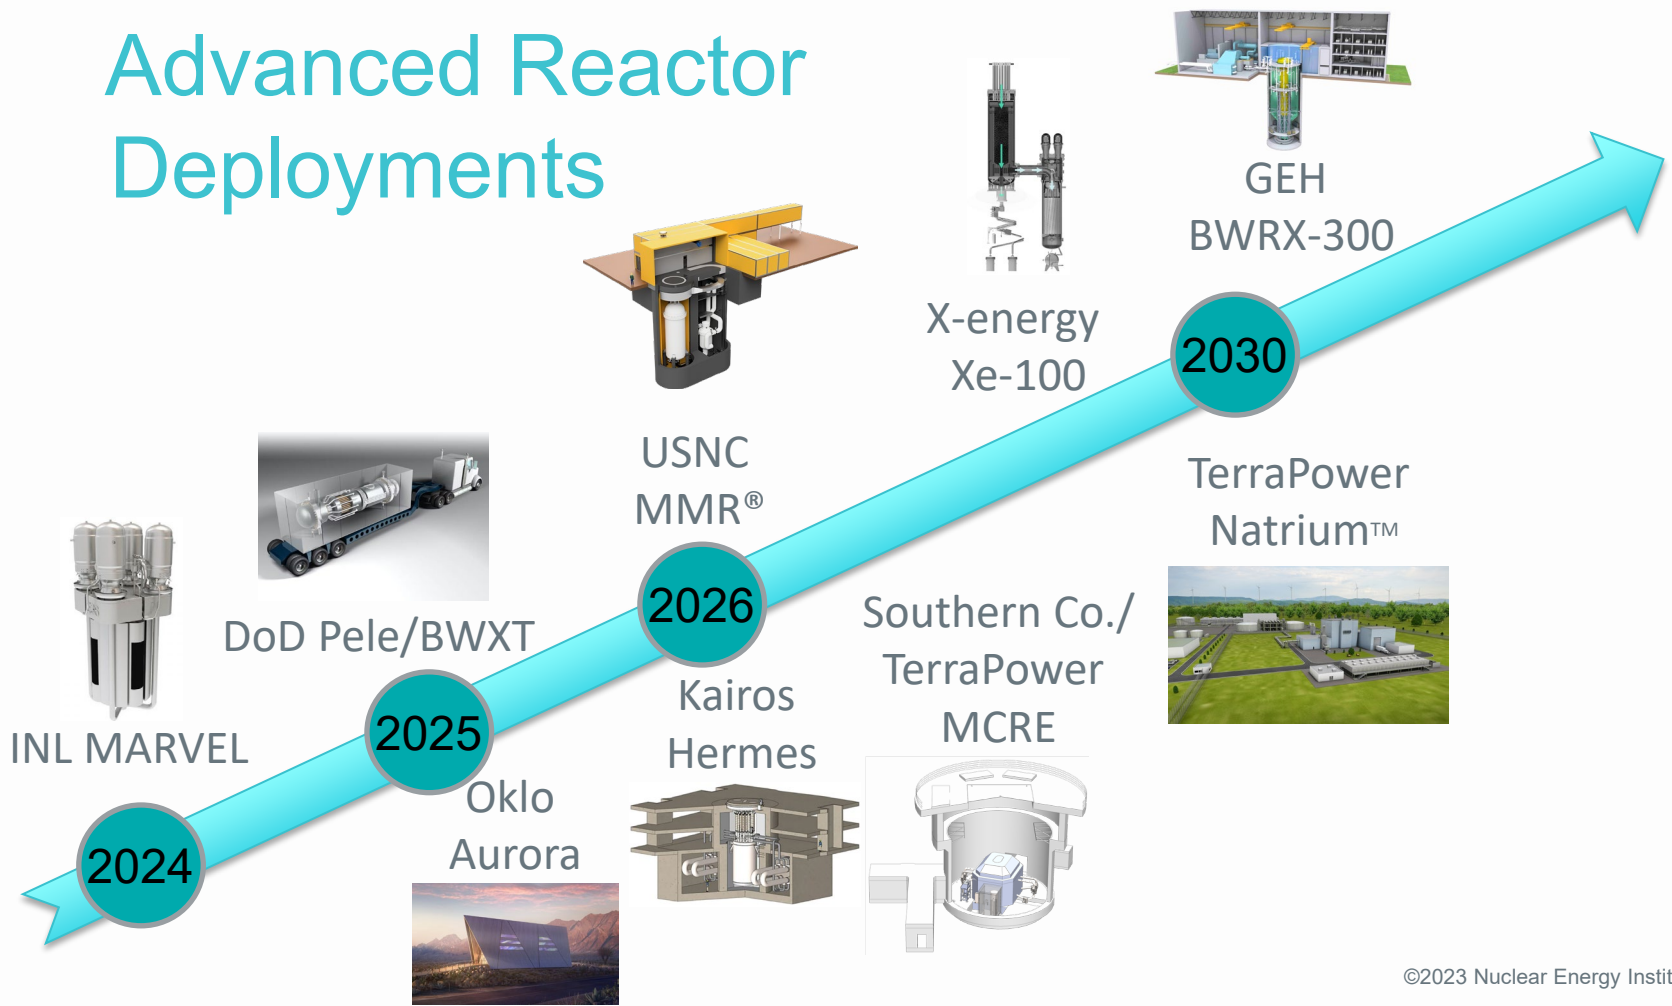 Advanced Reactor
Deployments
GEH
BWRX-300
X-energy
Xe-100
2030
USNC
MMR®
TerraPower
Natrium™
2026
DoD Pele/BWXT
Southern Co./
TerraPower
MCRE
Kairos
Hermes
2025
INL MARVEL
Oklo
Aurora
2024
©2023 Nuclear Energy Instit